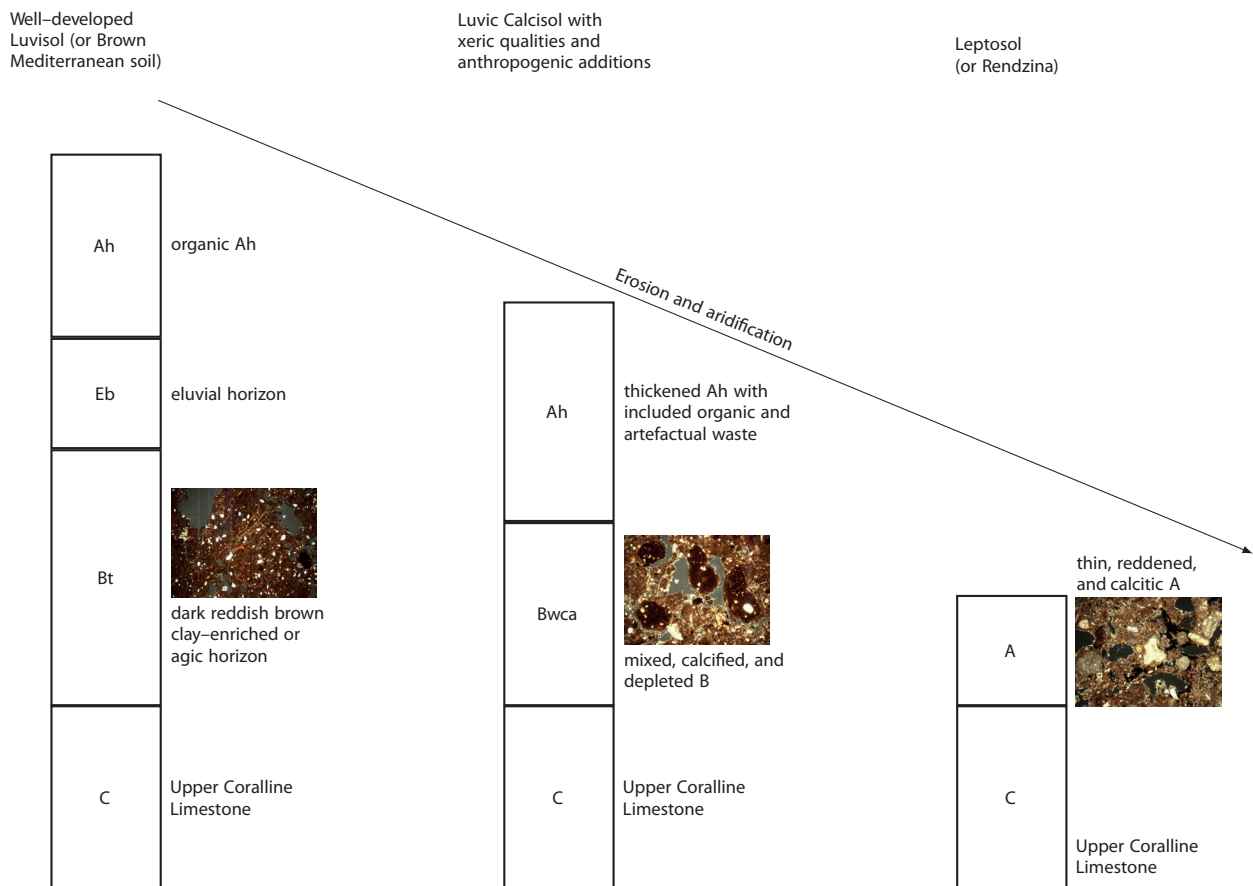 Well–developed
Luvisol (or Brown
Mediterranean soil)
Luvic Calcisol with
xeric qualities and
anthropogenic additions
Leptosol
(or Rendzina)
Erosion and aridification
Ah
organic Ah
Eb
eluvial horizon
Bt
dark reddish brown
clay–enriched or
agic horizon
C
Upper Coralline
Limestone
Ah
thickened Ah with
included organic and
artefactual waste
Bwca
mixed, calcified, and
depleted B
C
Upper Coralline
Limestone
thin, reddened,
and calcitic A
A
C
Upper Coralline
Limestone